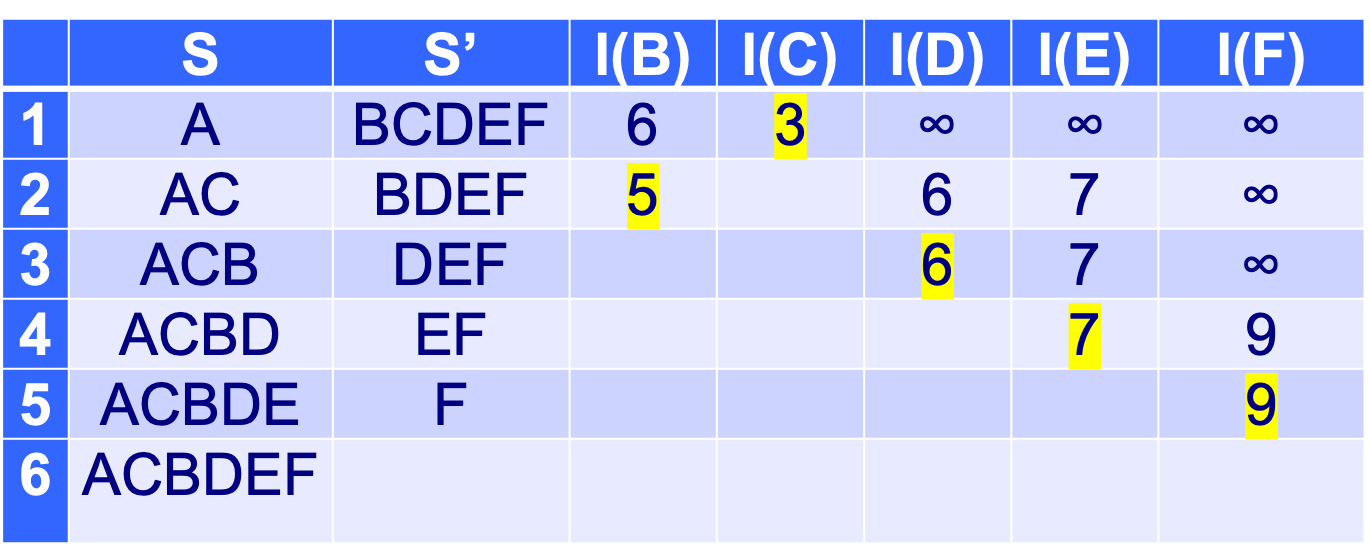 S S’ I(B) I(C) I(D) I(E) I(F)
1 A BCDEF 6 3 ∞ ∞ ∞
2 AC BDEF 5 6 7 ∞
3 ACB DEF 6 7 ∞
4 ACBD EF 7 9
5 ACBDE F 9
6 ACBDEF